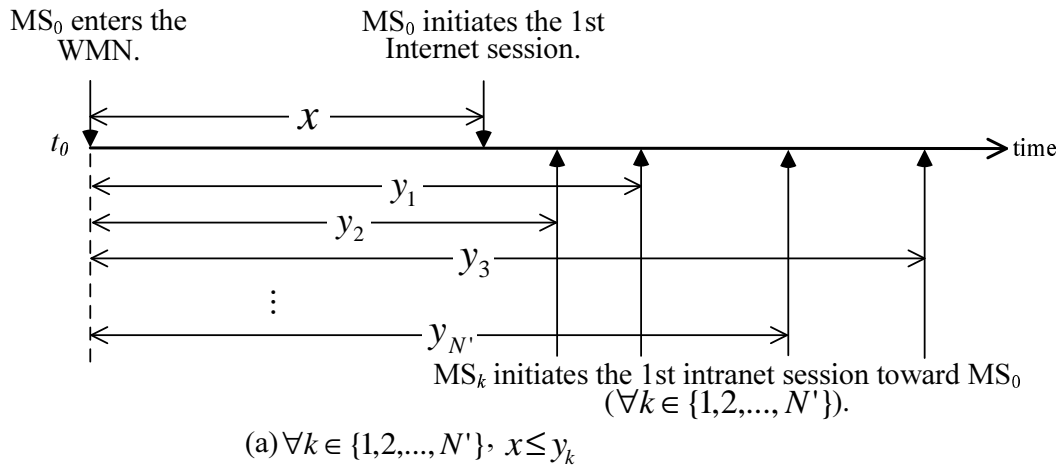 MS₀ enters the
WMN.
MS₀ initiates the 1st
Internet session.
x
t₀
time
y₁
y₂
y₃
⋮
y_{N'}
MSₖ initiates the 1st intranet session toward MS₀
(∀k ∈ {1,2,..., N'}).
(a) ∀k ∈ {1,2,..., N'}, x ≤ yₖ